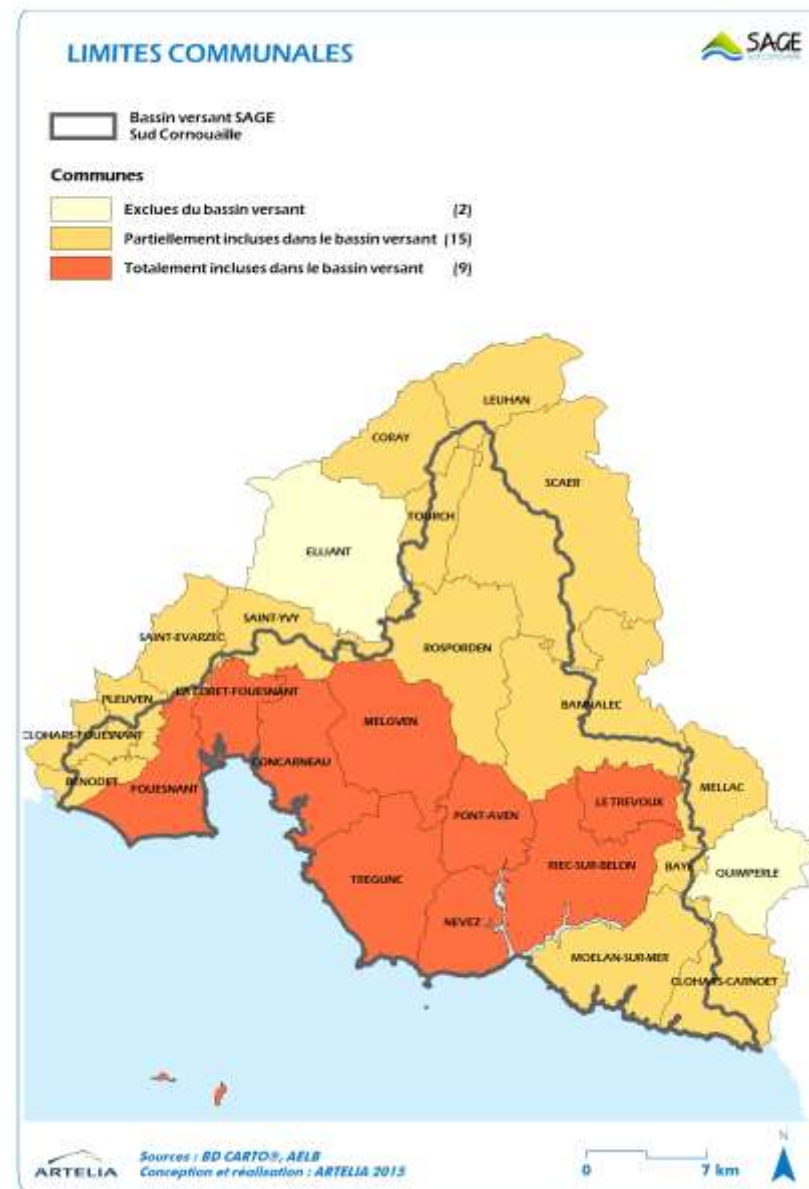 LIMITES COMMUNALES
SAGE
SUD CORNOUAILLE
Bassin versant SAGE
Sud Cornouaille
Communes
Exclues du bassin versant (2)
Partiellement incluses dans le bassin versant (15)
Totalement incluses dans le bassin versant (9)
LEUHAN
CORAY
SCAER
TOURCH
ELLIANT
SAINT-YVY
SAINT-EVARZEC
ROSPORDEN
PLEUVEN
LA FORET-FOUESNANT
BANNALEC
MELGVEN
CLOHARS-FOUESNANT
CONCARNEAU
BENODET
FOUESNANT
MELLAC
LE TREVOUX
PONT-AVEN
RIEC-SUR-BELON
BAYE
QUIMPERLE
TREGUNC
NEVEZ
MOELAN-SUR-MER
CLOHARS-CARNOET
ARTELIA
Sources : BD CARTO®, AELB
Conception et réalisation : ARTELIA 2015
0 7 km
N